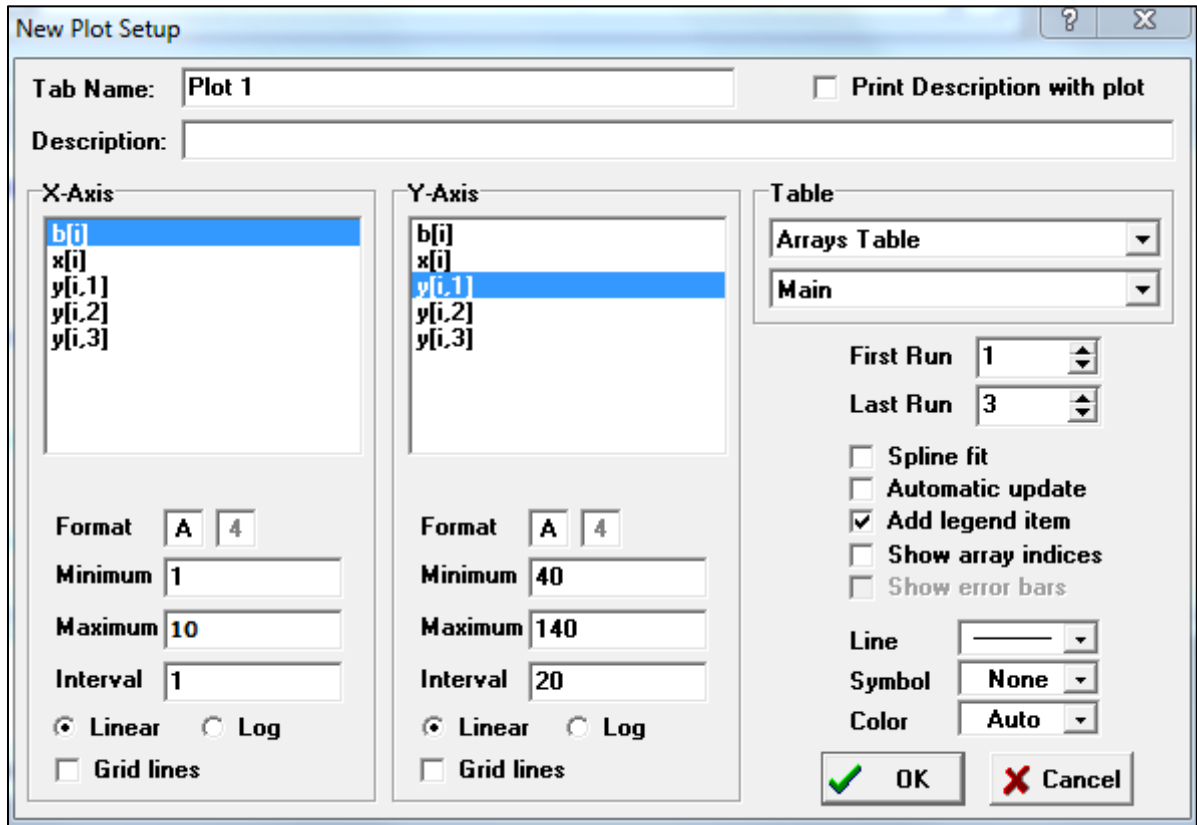 New Plot Setup
?
Tab Name: Plot 1
Print Description with plot
Description:
X-Axis
b[i]
x[i]
y[i,1]
y[i,2]
y[i,3]
Format A 4
Minimum 1
Maximum 10
Interval 1
Linear Log
Grid lines
Y-Axis
b[i]
x[i]
y[i,1]
y[i,2]
y[i,3]
Format A 4
Minimum 40
Maximum 140
Interval 20
Linear Log
Grid lines
Table
Arrays Table
Main
First Run 1
Last Run 3
Spline fit
Automatic update
Add legend item
Show array indices
Show error bars
Line
Symbol None
Color Auto
OK Cancel